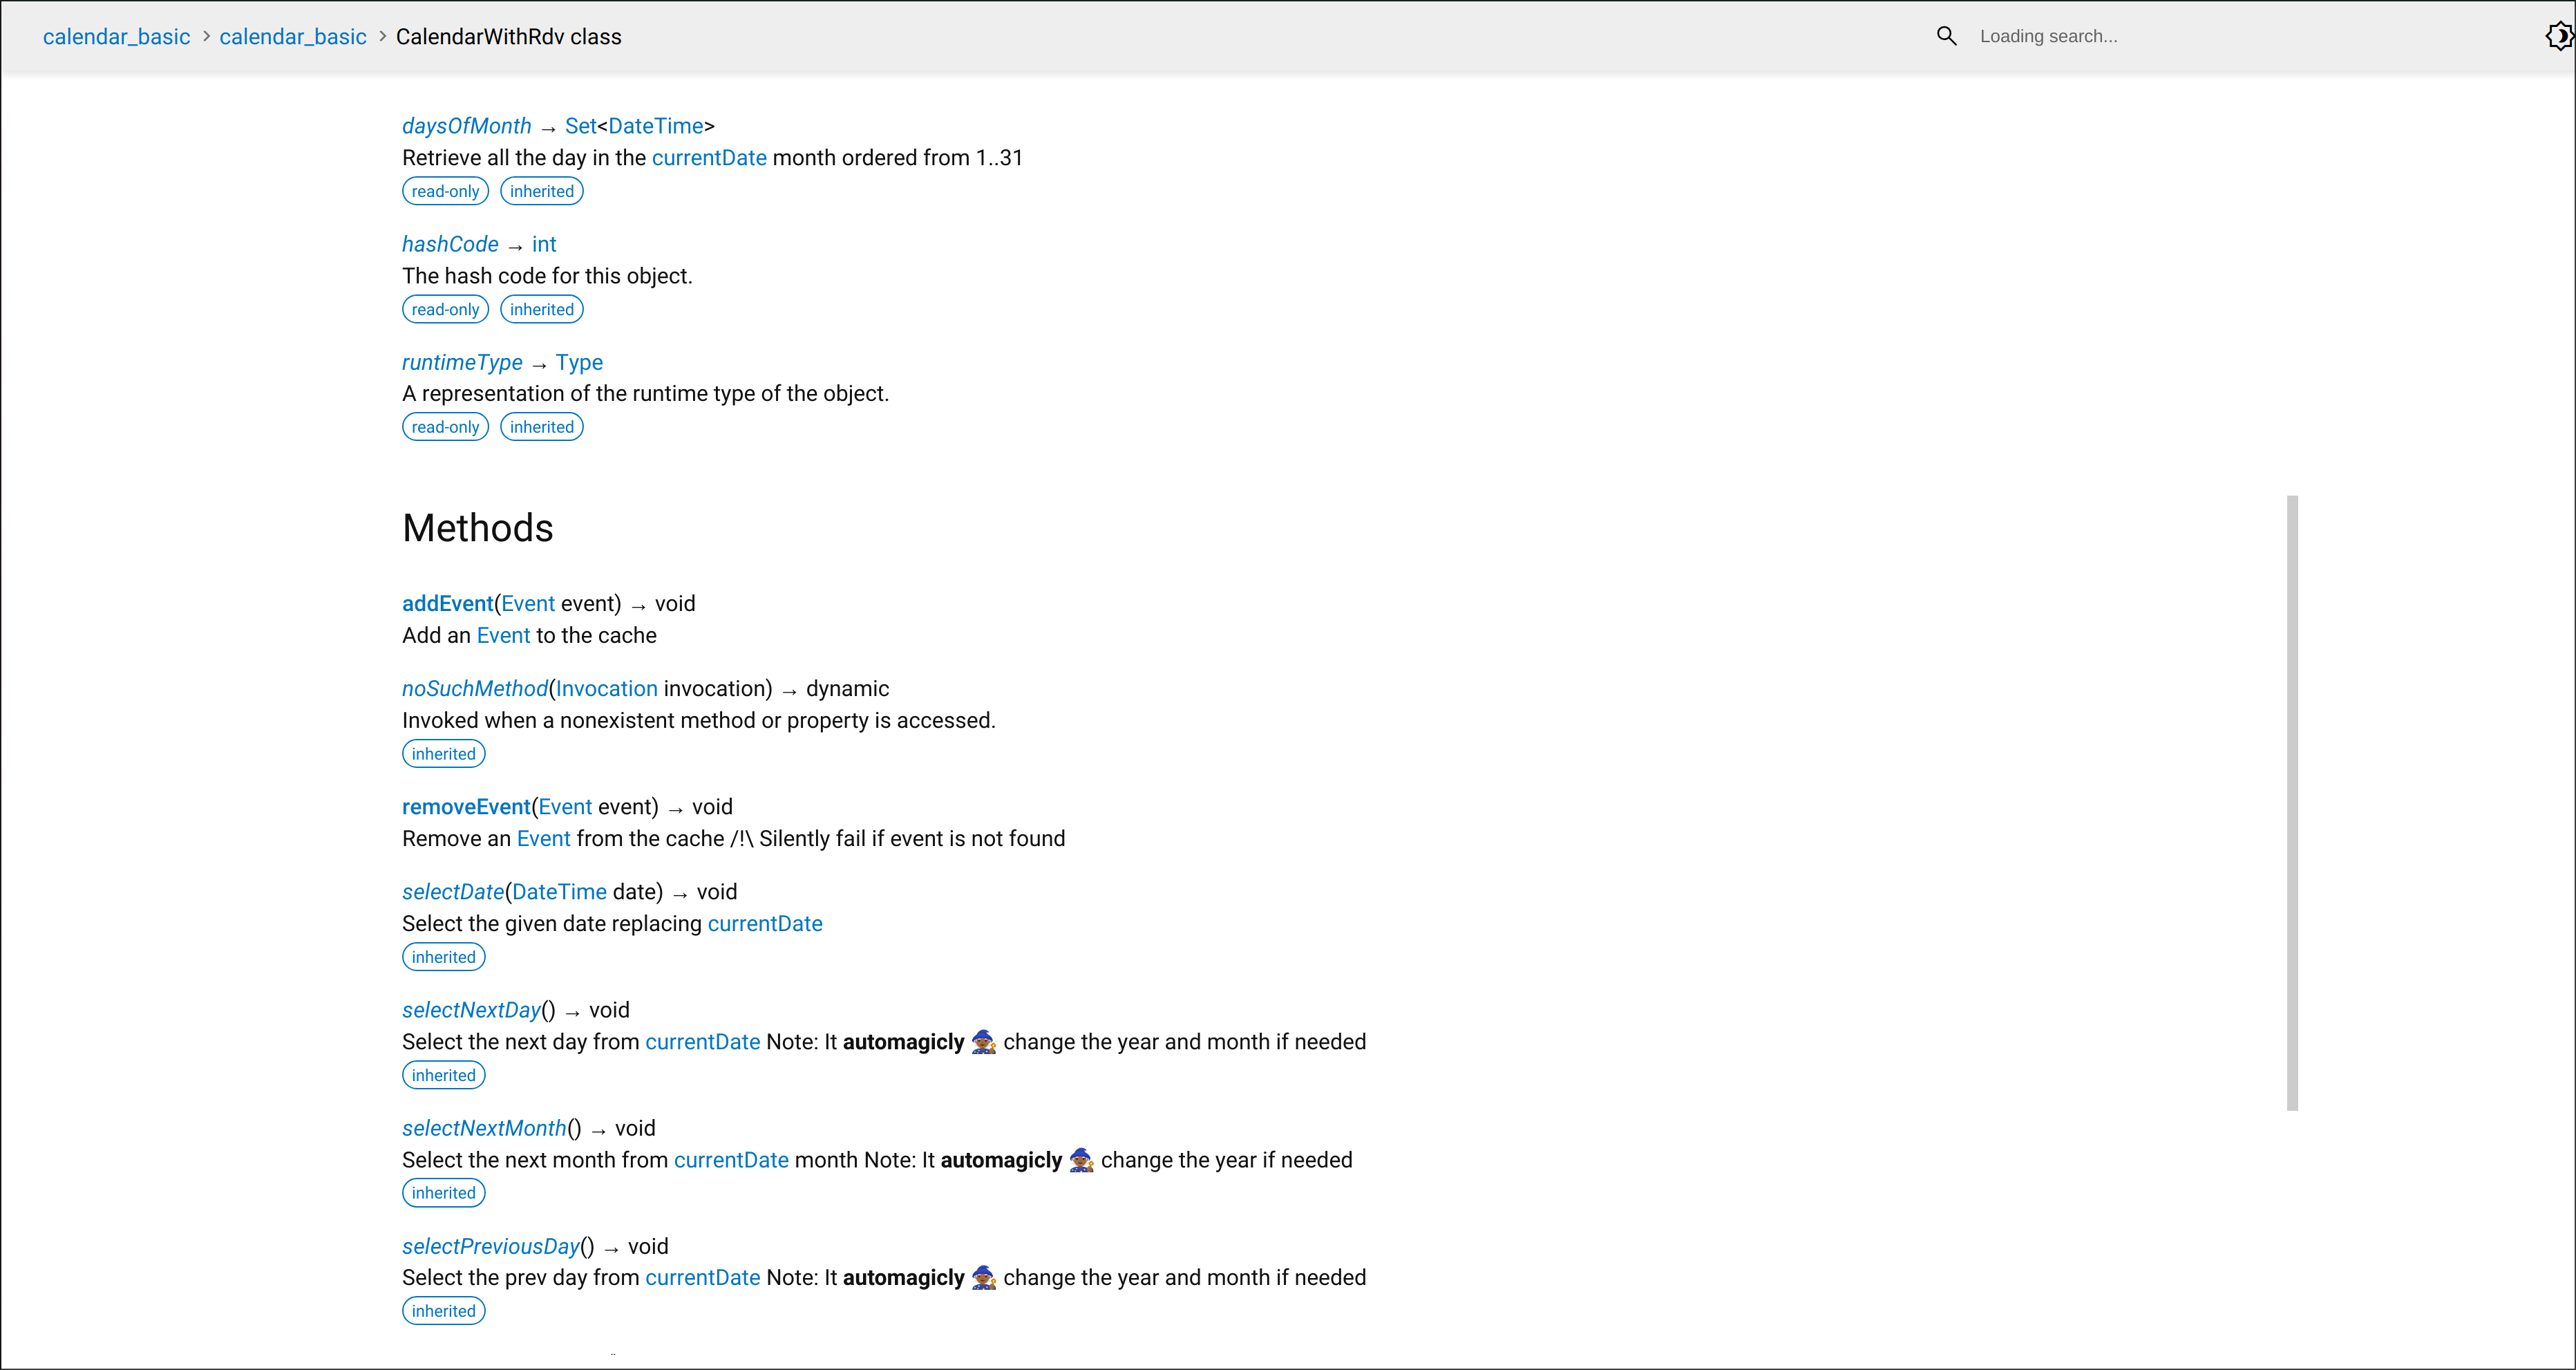 calendar_basic > calendar_basic > CalendarWithRdv class
Loading search...
daysOfMonth → Set<DateTime>
Retrieve all the day in the currentDate month ordered from 1..31
read-only inherited
hashCode → int
The hash code for this object.
read-only inherited
runtimeType → Type
A representation of the runtime type of the object.
read-only inherited
Methods
addEvent(Event event) → void
Add an Event to the cache
noSuchMethod(Invocation invocation) → dynamic
Invoked when a nonexistent method or property is accessed.
inherited
removeEvent(Event event) → void
Remove an Event from the cache /!\ Silently fail if event is not found
selectDate(DateTime date) → void
Select the given date replacing currentDate
inherited
selectNextDay() → void
Select the next day from currentDate Note: It automagicly 🧙🏾 change the year and month if needed
inherited
selectNextMonth() → void
Select the next month from currentDate month Note: It automagicly 🧙🏾 change the year if needed
inherited
selectPreviousDay() → void
Select the prev day from currentDate Note: It automagicly 🧙🏾 change the year and month if needed
inherited